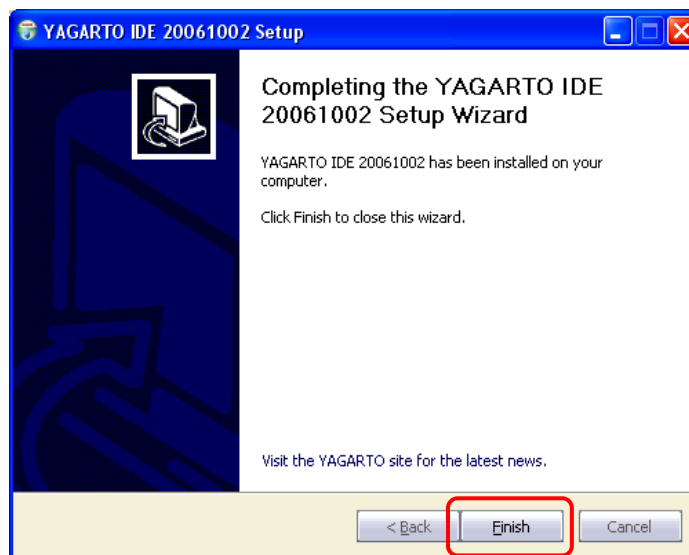 YAGARTO IDE 20061002 Setup
Completing the YAGARTO IDE
20061002 Setup Wizard
YAGARTO IDE 20061002 has been installed on your
computer.
Click Finish to close this wizard.
Visit the YAGARTO site for the latest news.
< Back
Finish
Cancel